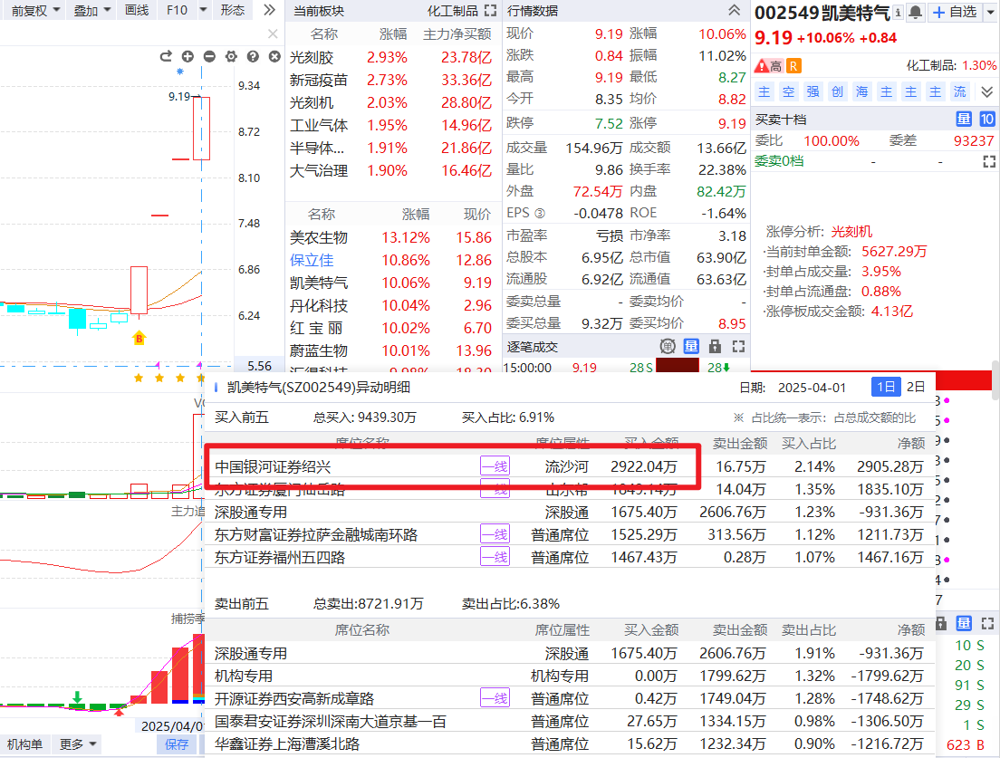 前复权 叠加 画线 F10 形态
9.19
9.34
8.72
8.10
7.48
6.86
6.24
5.56
B
主力追
捕捞季
2025/04/01
机构单 更多 保存
当前板块 化工制品
名称 涨幅 主力净买额
光刻胶 2.93% 23.78亿
新冠疫苗 2.73% 33.36亿
光刻机 2.03% 28.80亿
工业气体 1.95% 14.96亿
半导体... 1.91% 21.86亿
大气治理 1.90% 16.46亿
名称 涨幅 现价
美农生物 13.12% 15.86
保立佳 10.86% 12.86
凯美特气 10.06% 9.19
丹化科技 10.04% 2.96
红 宝 丽 10.02% 6.70
蔚蓝生物 10.01% 13.96
行情数据
现价 9.19 涨幅 10.06%
涨跌 0.84 振幅 11.02%
最高 9.19 最低 8.27
今开 8.35 均价 8.82
跌停 7.52 涨停 9.19
成交量 154.96万 成交额 13.66亿
量比 9.86 换手率 22.38%
外盘 72.54万 内盘 82.42万
EPS ③ -0.0478 ROE -1.64%
市盈率 亏损 市净率 3.18
总股本 6.95亿 总市值 63.90亿
流通股 6.92亿 流通值 63.63亿
委卖总量 - 委卖均价 -
委买总量 9.32万 委买均价 8.95
逐笔成交 单 量
15:00:00 9.19 28 S 28
002549 凯美特气 自选
9.19 +10.06% +0.84
高 R 化工制品: 1.30%
主 空 强 创 海 主 主 主 流
买卖十档 量 10
委比 100.00% 委差 93237
委卖0档 - -
涨停分析: 光刻机
·当前封单金额: 5627.29万
·封单占成交量: 3.95%
·封单占流通盘: 0.88%
·涨停板成交金额: 4.13亿
凯美特气(SZ002549)异动明细 日期: 2025-04-01 1日 2日
买入前五 总买入: 9439.30万 买入占比: 6.91% ※ 占比统一表示: 占总成交额的比
席位名称 席位属性 买入金额 卖出金额 买入占比 净额
中国银河证券绍兴 一线 流沙河 2922.04万 16.75万 2.14% 2905.28万
东方证券厦门仙岳路 一线 山东帮 1849.14万 14.04万 1.35% 1835.10万
深股通专用 深股通 1675.40万 2606.76万 1.23% -931.36万
东方财富证券拉萨金融城南环路 一线 普通席位 1525.29万 313.56万 1.12% 1211.73万
东方证券福州五四路 一线 普通席位 1467.43万 0.28万 1.07% 1467.16万
卖出前五 总卖出:8721.91万 卖出占比:6.38%
席位名称 席位属性 买入金额 卖出金额 卖出占比 净额
深股通专用 深股通 1675.40万 2606.76万 1.91% -931.36万
机构专用 机构专用 0.00万 1799.62万 1.32% -1799.62万
开源证券西安高新成章路 一线 普通席位 0.42万 1749.04万 1.28% -1748.62万
国泰君安证券深圳深南大道京基一百 普通席位 27.65万 1334.15万 0.98% -1306.50万
华鑫证券上海漕溪北路 普通席位 15.62万 1232.34万 0.90% -1216.72万
量
10 S
20 S
91 S
29 S
1 S
623 B